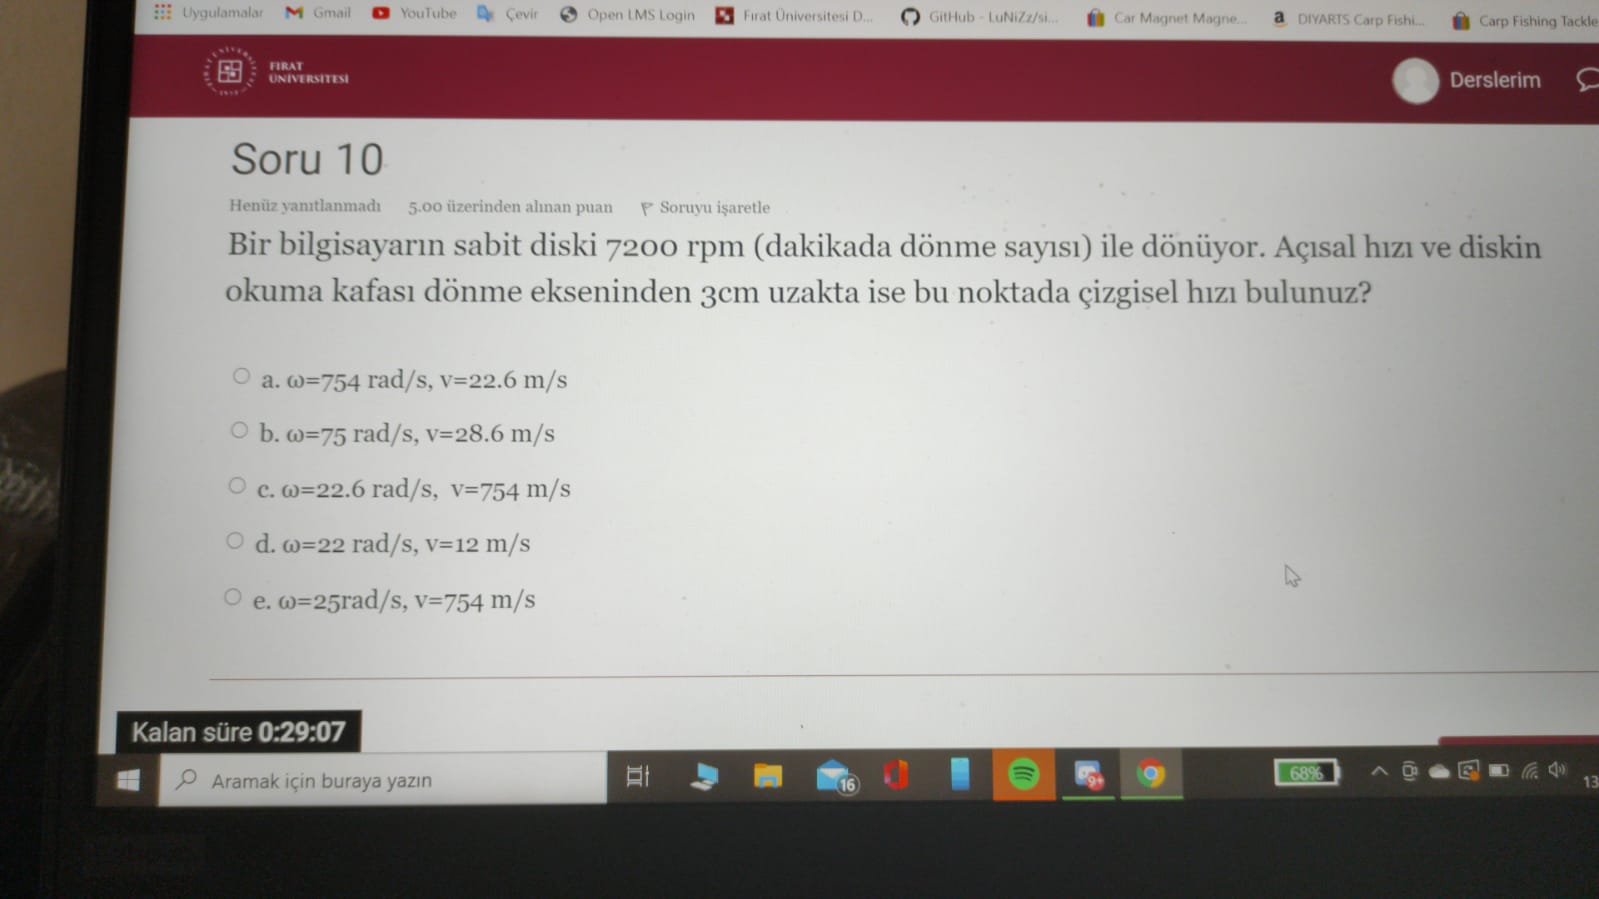 Uygulamalar Gmail YouTube Çevir Open LMS Login Fırat Üniversitesi D... GitHub - LuNiZz/si... Car Magnet Magne... DIYARTS Carp Fishi... Carp Fishing Tackle
FIRAT
ÜNİVERSİTESİ
Derslerim
Soru 10
Henüz yanıtlanmadı 5.00 üzerinden alınan puan Soruyu işaretle
Bir bilgisayarın sabit diski 7200 rpm (dakikada dönme sayısı) ile dönüyor. Açısal hızı ve diskin
okuma kafası dönme ekseninden 3cm uzakta ise bu noktada çizgisel hızı bulunuz?
a. ω=754 rad/s, v=22.6 m/s
b. ω=75 rad/s, v=28.6 m/s
c. ω=22.6 rad/s, v=754 m/s
d. ω=22 rad/s, v=12 m/s
e. ω=25rad/s, v=754 m/s
Kalan süre 0:29:07
Aramak için buraya yazın
16
9+
68%
13